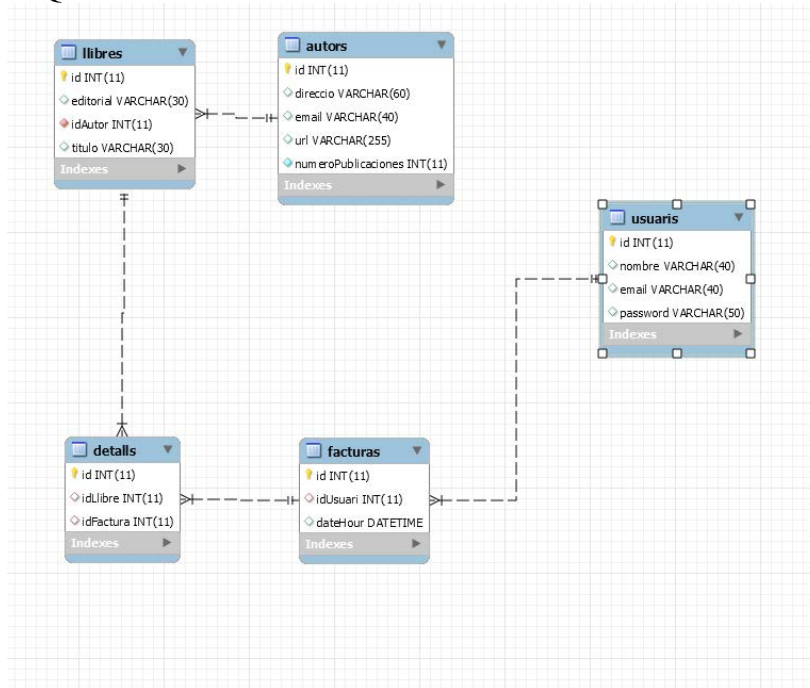 llibres
id INT(11)
editorial VARCHAR(30)
idAutor INT(11)
titulo VARCHAR(30)
Indexes
autors
id INT(11)
direccio VARCHAR(60)
email VARCHAR(40)
url VARCHAR(255)
numeroPublicaciones INT(11)
Indexes
usuaris
id INT(11)
nombre VARCHAR(40)
email VARCHAR(40)
password VARCHAR(50)
Indexes
detalls
id INT(11)
idLlibre INT(11)
idFactura INT(11)
Indexes
facturas
id INT(11)
idUsuari INT(11)
dateHour DATETIME
Indexes